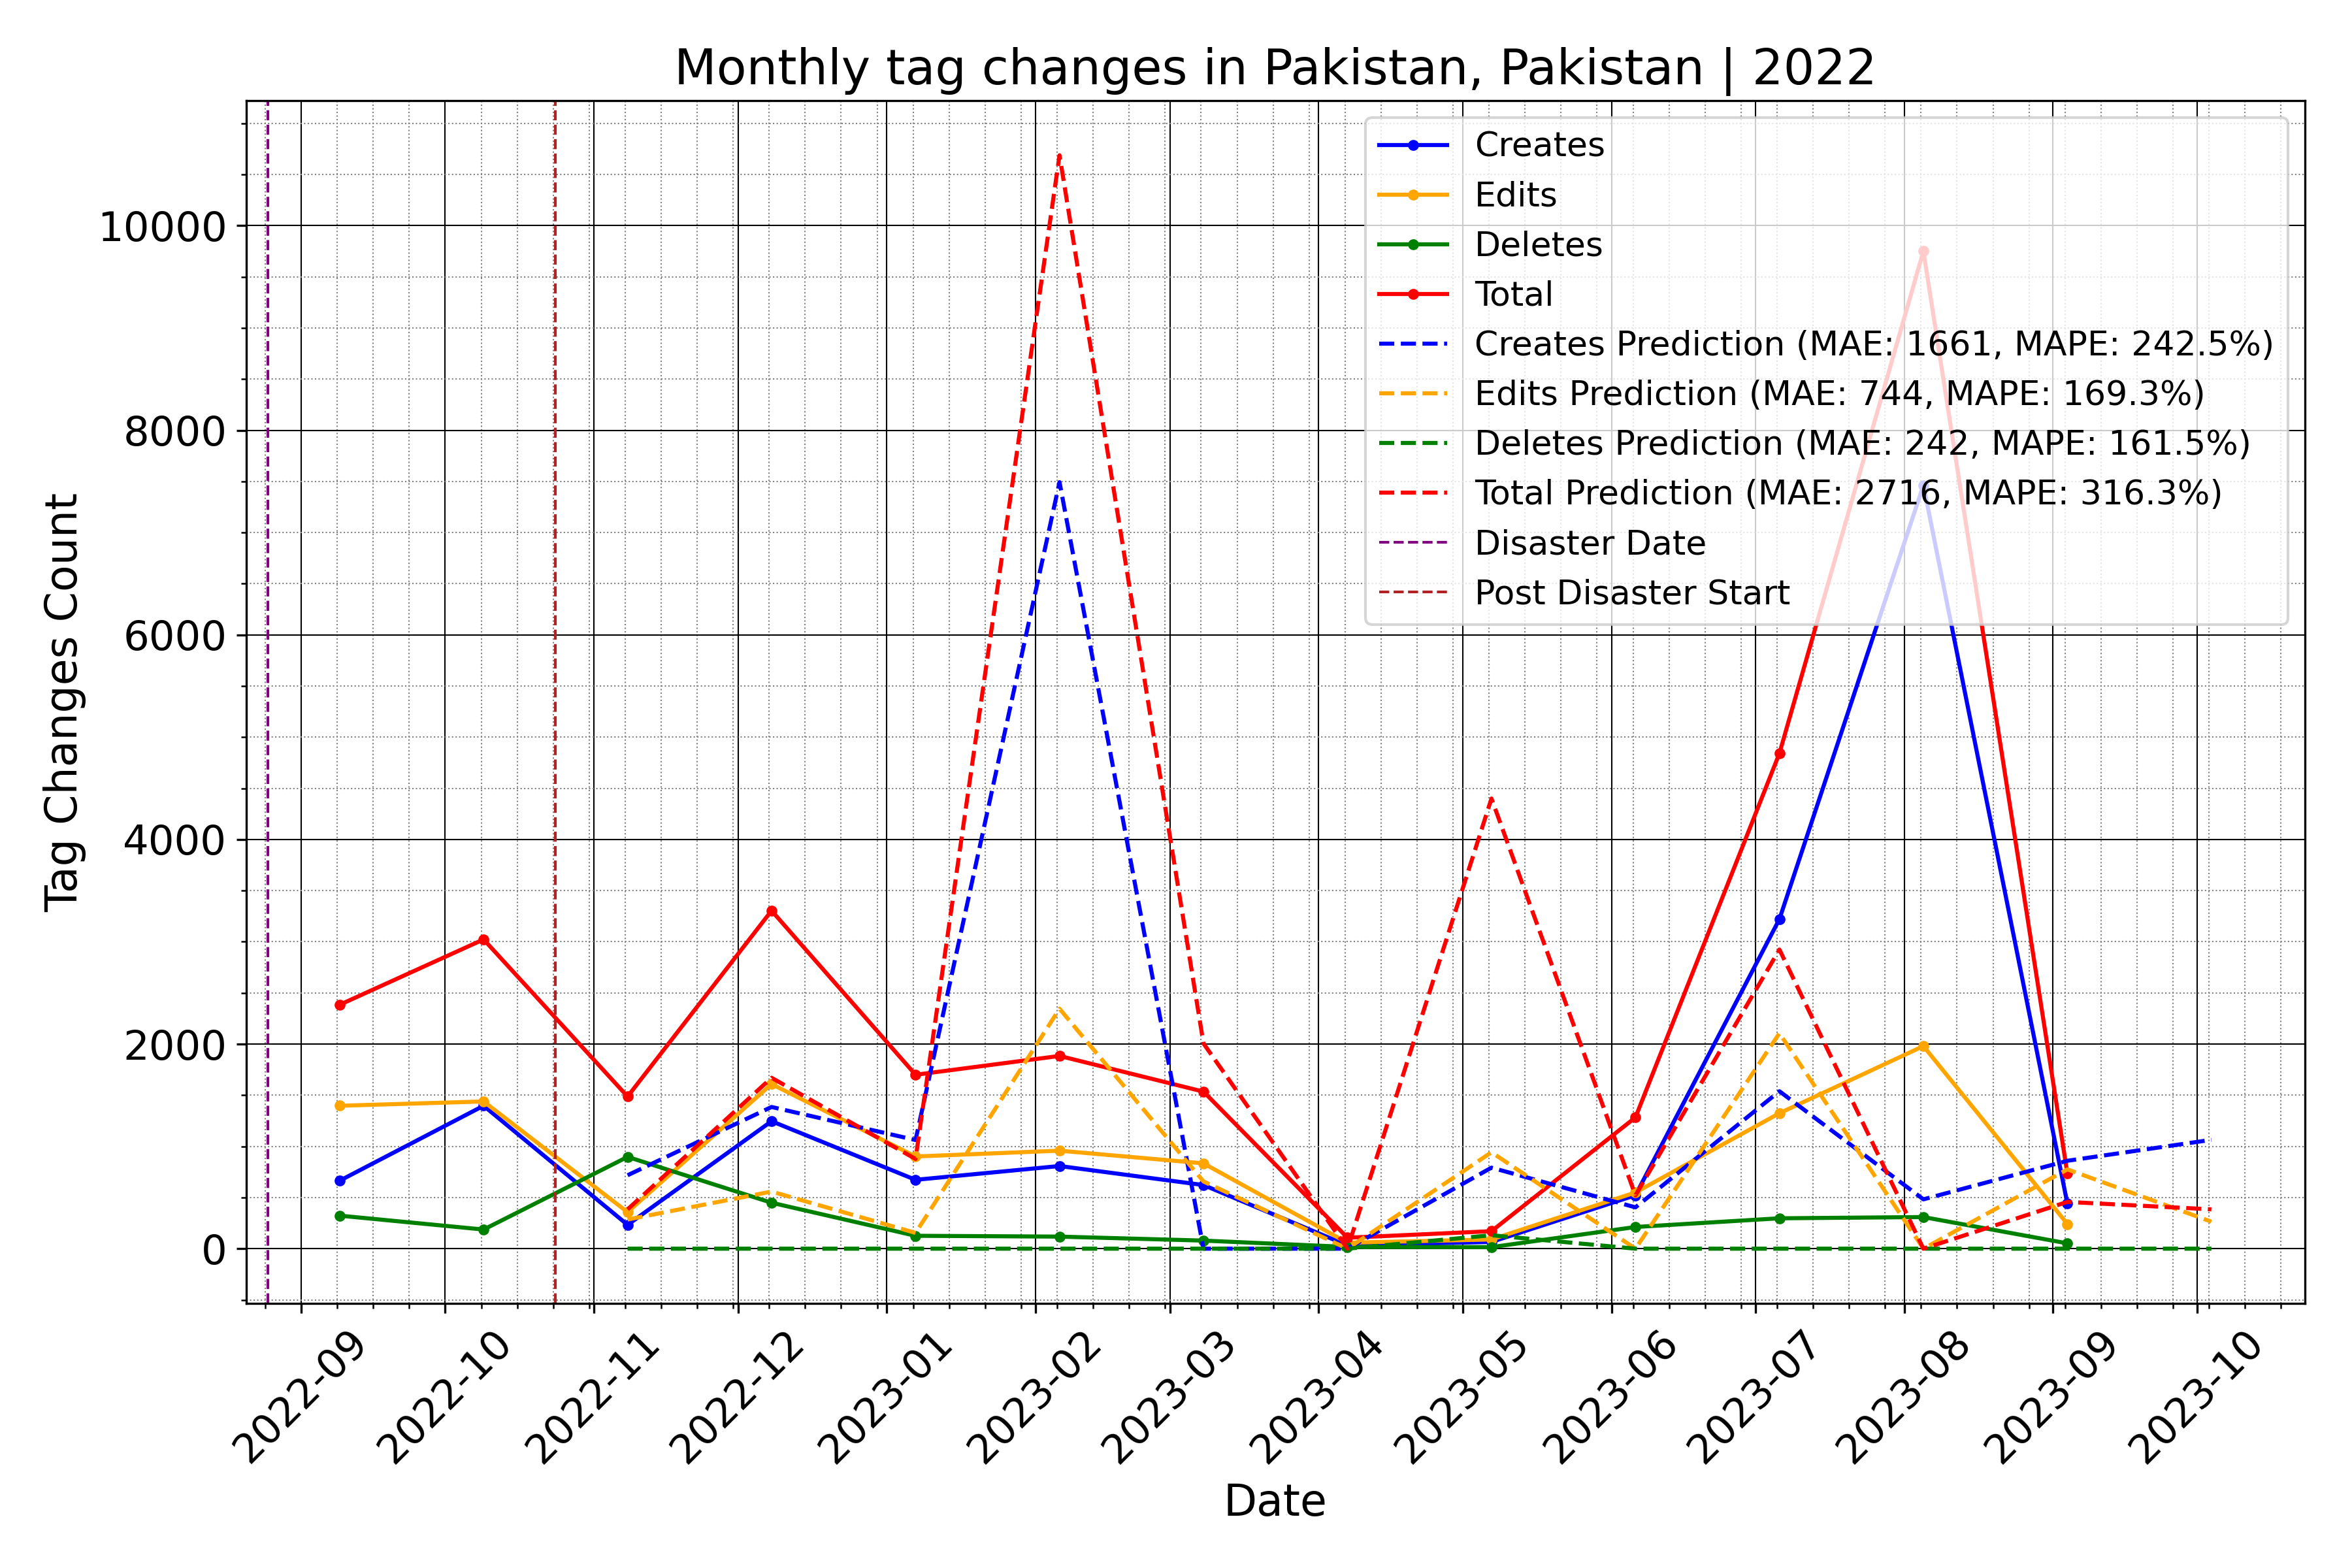 Monthly tag changes in Pakistan, Pakistan | 2022
Creates
Edits
Deletes
Total
Creates Prediction (MAE: 1661, MAPE: 242.5%)
Edits Prediction (MAE: 744, MAPE: 169.3%)
Deletes Prediction (MAE: 242, MAPE: 161.5%)
Total Prediction (MAE: 2716, MAPE: 316.3%)
Disaster Date
Post Disaster Start
Tag Changes Count
10000
8000
6000
4000
2000
0
2022-09
2022-10
2022-11
2022-12
2023-01
2023-02
2023-03
2023-04
2023-05
2023-06
2023-07
2023-08
2023-09
2023-10
Date